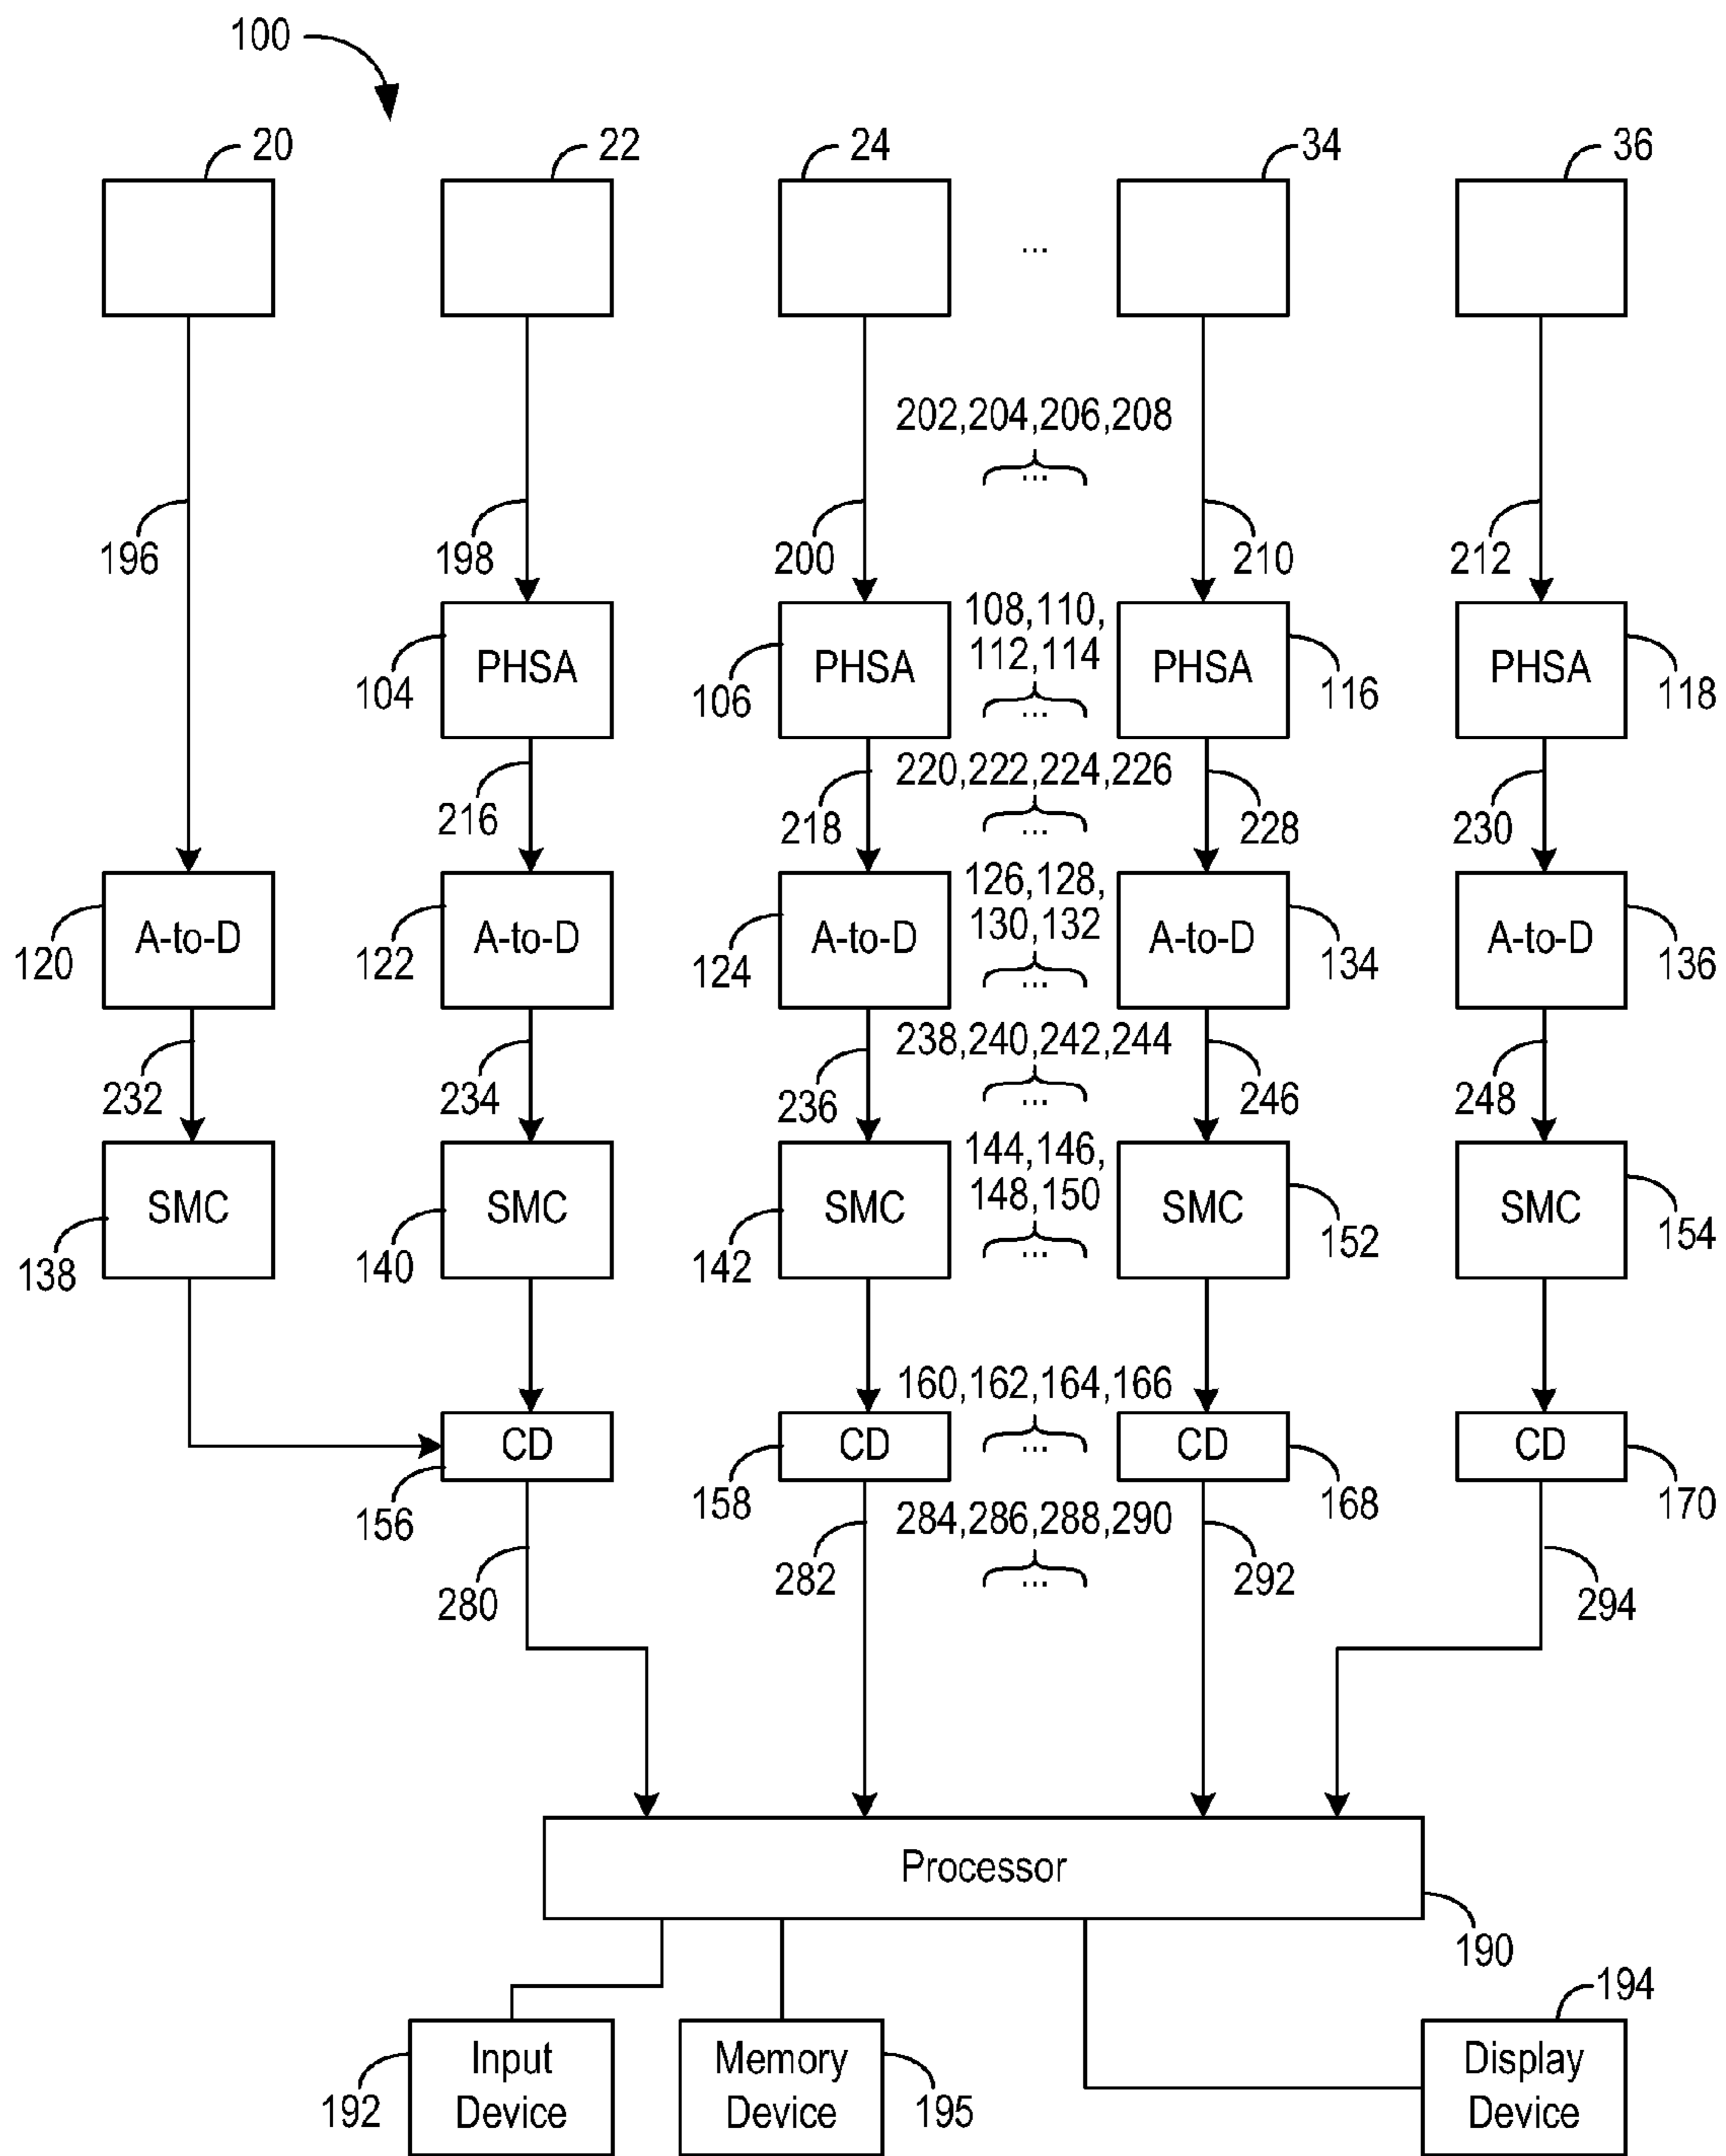 100
20 22 24 34 36
...
202,204,206,208
...
196 198 200 210 212
108,110,
112,114
...
PHSA PHSA PHSA PHSA
104 106 116 118
220,222,224,226
...
216 218 228 230
126,128,
130,132
...
A-to-D A-to-D A-to-D A-to-D A-to-D
120 122 124 134 136
238,240,242,244
...
232 234 236 246 248
144,146,
148,150
...
SMC SMC SMC SMC SMC
138 140 142 152 154
160,162,164,166
...
CD CD CD CD
156 158 168 170
284,286,288,290
...
280 282 292 294
Processor
190
194
Input
Device
192
Memory
Device
195
Display
Device